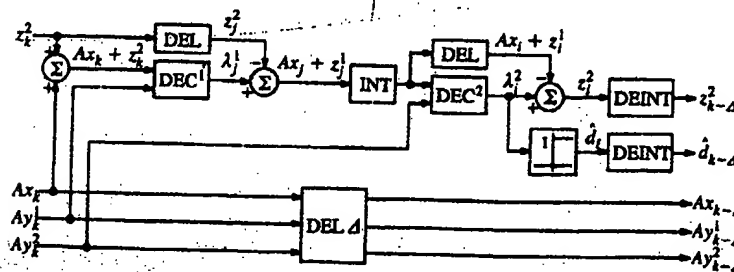 z_k^2
DEL
z_j^2
Ax_k + z_k^2
DEC^1
λ_j^1
Σ
Σ
Ax_j + z_j^1
INT
DEL
Ax_i + z_i^1
DEC^2
λ_i^2
Σ
z_i^2
DEINT
z_{k-Δ}^2
1
d̂_i
DEINT
d̂_{k-Δ}
Ax_k
Ay_k^1
Ay_k^2
DEL Δ
Ax_{k-Δ}
Ay_{k-Δ}^1
Ay_{k-Δ}^2